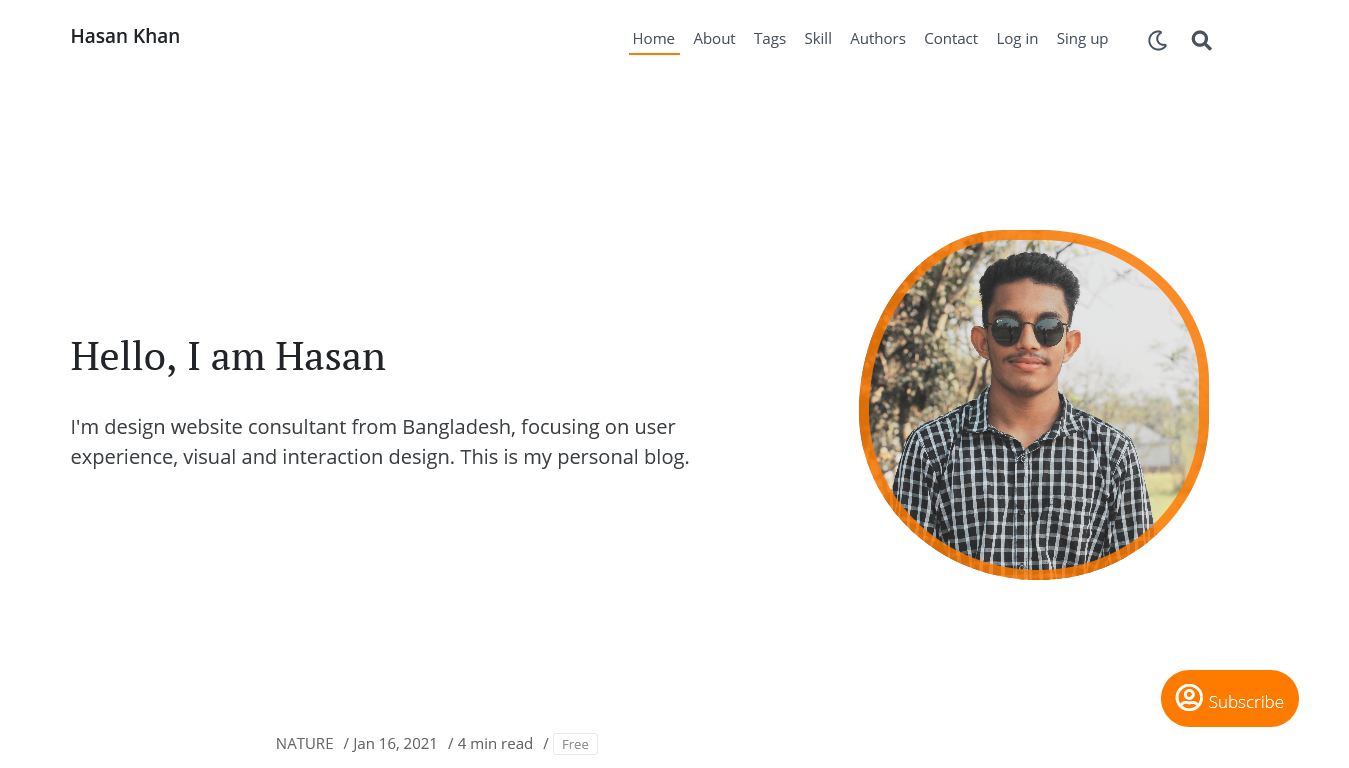 Hasan Khan
Home About Tags Skill Authors Contact Log in Sing up
Hello, I am Hasan
I'm design website consultant from Bangladesh, focusing on user
experience, visual and interaction design. This is my personal blog.
Subscribe
NATURE / Jan 16, 2021 / 4 min read / Free